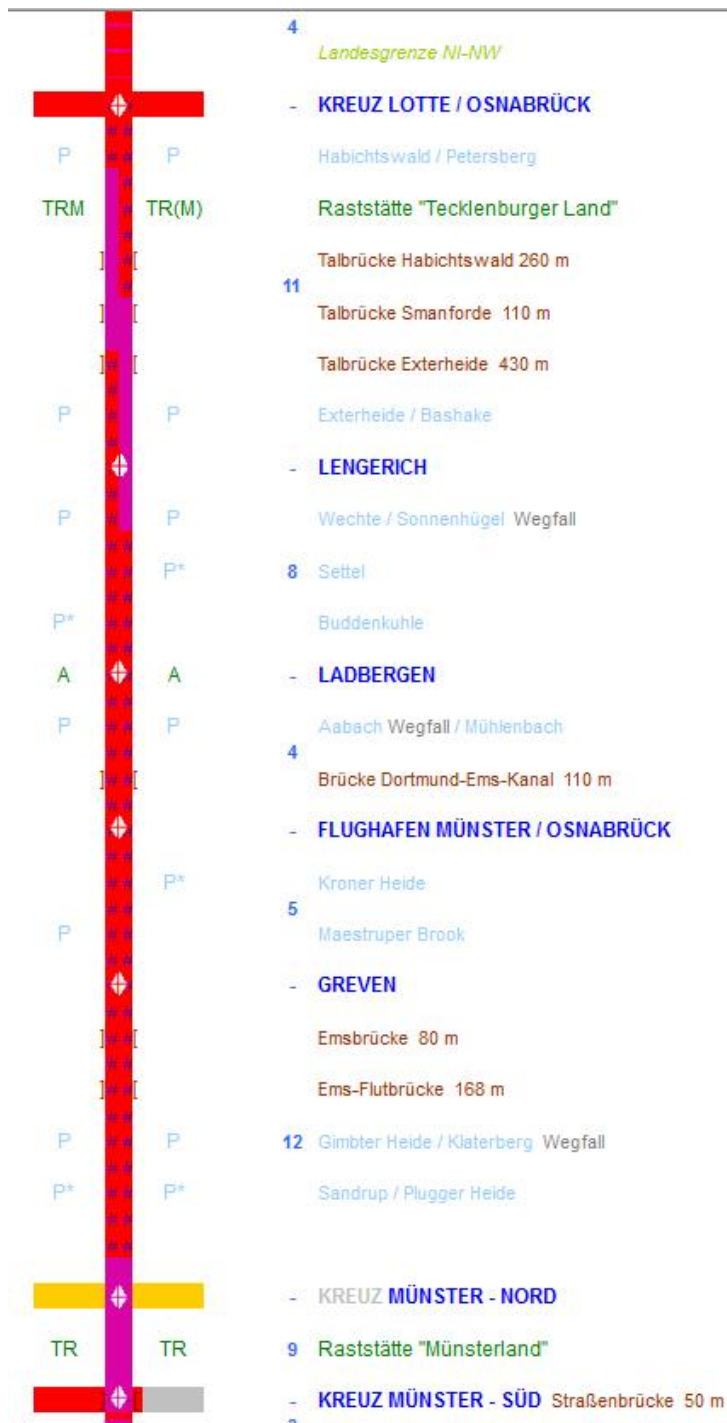 4
Landesgrenze NI-NW
- KREUZ LOTTE / OSNABRÜCK
P P Habichtswald / Petersberg
TRM TR(M) Raststätte "Tecklenburger Land"
] [ Talbrücke Habichtswald 260 m
11
] [ Talbrücke Smanforde 110 m
] [ Talbrücke Exterheide 430 m
P P Exterheide / Bashake
- LENGERICH
P P Wechte / Sonnenhügel Wegfall
P* 8 Settel
P* Buddenkuhle
A A - LADBERGEN
P P Aabach Wegfall / Mühlenbach
4
] [ Brücke Dortmund-Ems-Kanal 110 m
- FLUGHAFEN MÜNSTER / OSNABRÜCK
P* Kroner Heide
5
P Maestruper Brook
- GREVEN
] [ Emsbrücke 80 m
] [ Ems-Flutbrücke 168 m
P P 12 Gimbter Heide / Klaterberg Wegfall
P* P* Sandrup / Plugger Heide
- KREUZ MÜNSTER - NORD
TR TR 9 Raststätte "Münsterland"
- KREUZ MÜNSTER - SÜD Straßenbrücke 50 m